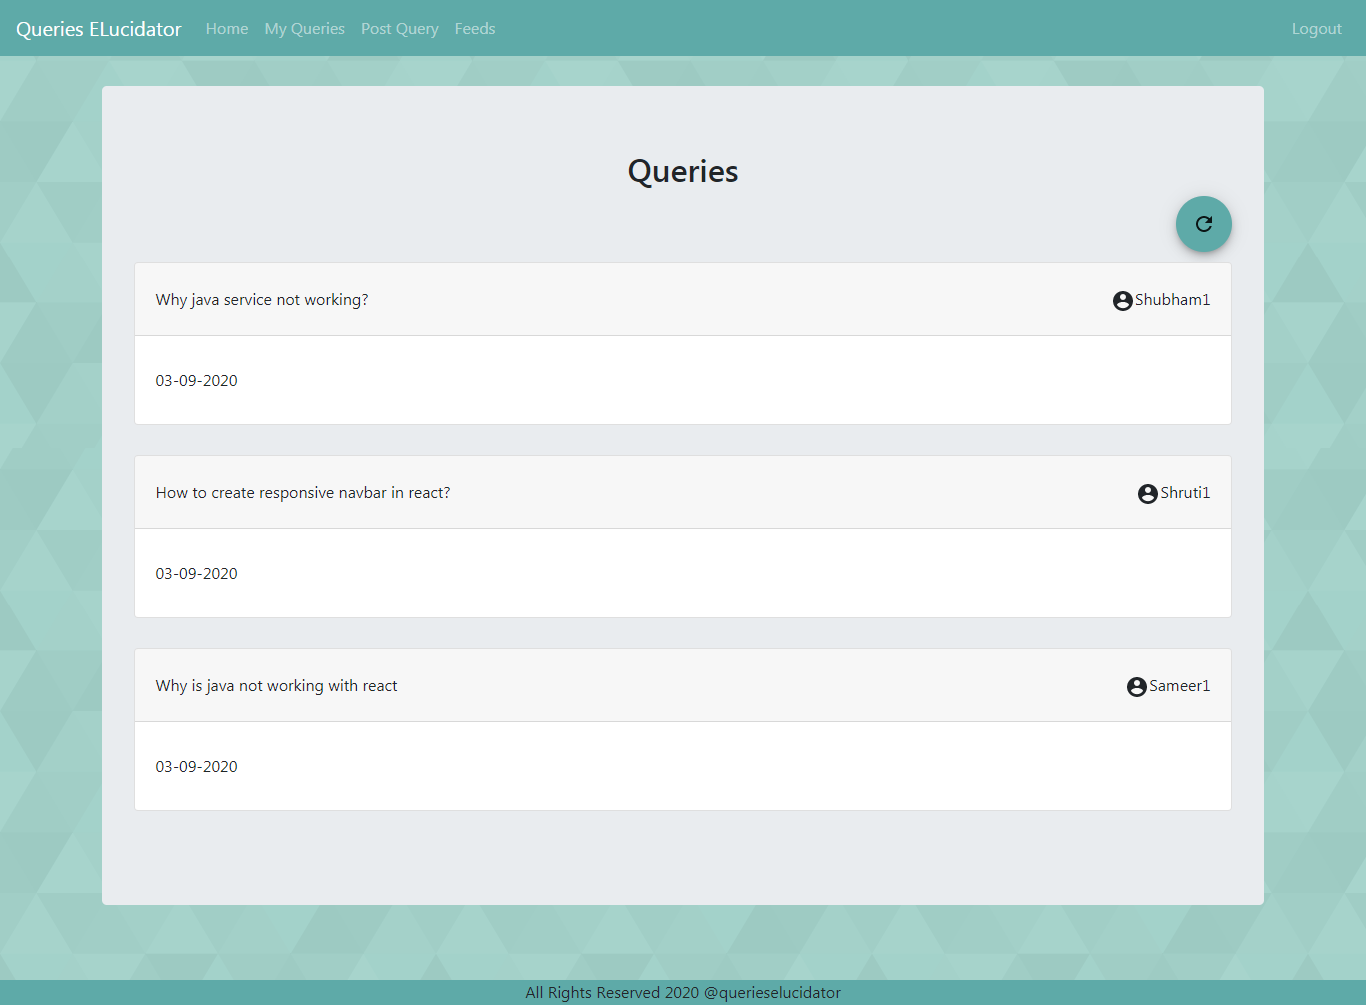 Queries ELucidator Home My Queries Post Query Feeds Logout
Queries
Why java service not working? Shubham1
03-09-2020
How to create responsive navbar in react? Shruti1
03-09-2020
Why is java not working with react Sameer1
03-09-2020
All Rights Reserved 2020 @querieselucidator